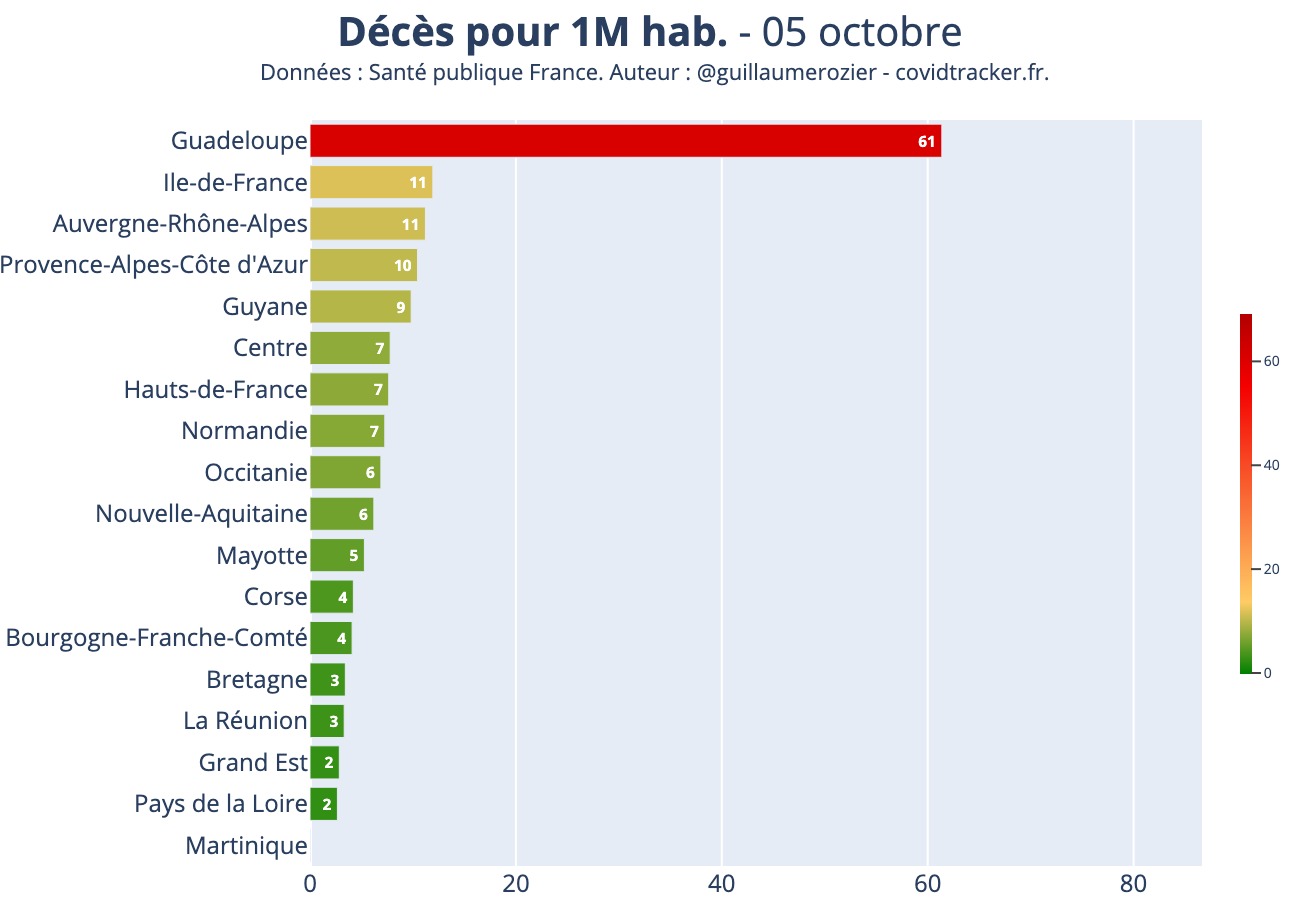 Décès pour 1M hab. - 05 octobre
Données : Santé publique France. Auteur : @guillaumerozier - covidtracker.fr.
Guadeloupe 61
Ile-de-France 11
Auvergne-Rhône-Alpes 11
Provence-Alpes-Côte d'Azur 10
Guyane 9
Centre 7
Hauts-de-France 7
Normandie 7
Occitanie 6
Nouvelle-Aquitaine 6
Mayotte 5
Corse 4
Bourgogne-Franche-Comté 4
Bretagne 3
La Réunion 3
Grand Est 2
Pays de la Loire 2
Martinique
0 20 40 60 80
60
40
20
0